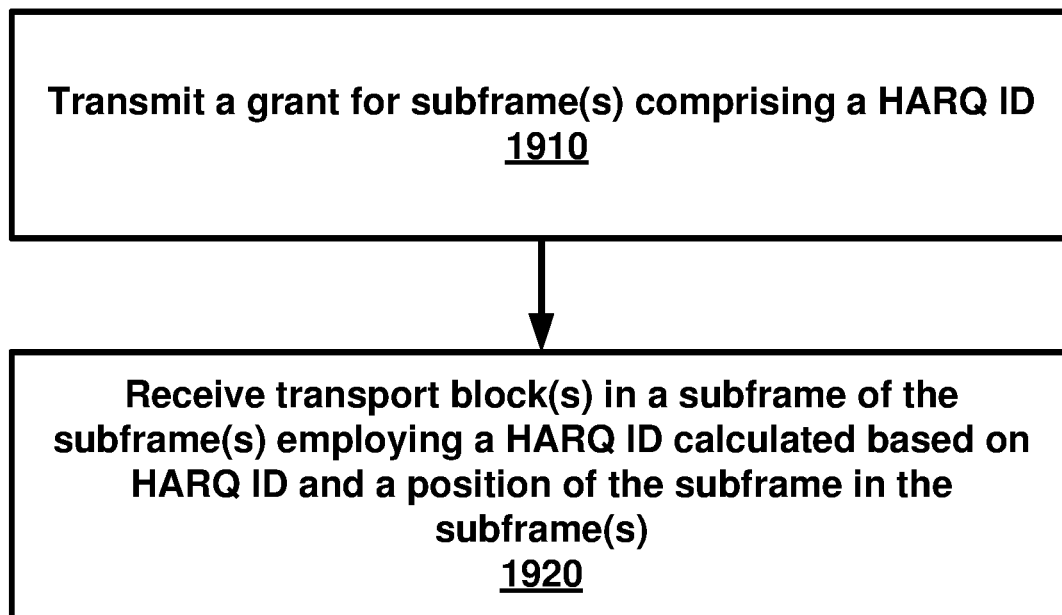 Transmit a grant for subframe(s) comprising a HARQ ID
1910
Receive transport block(s) in a subframe of the
subframe(s) employing a HARQ ID calculated based on
HARQ ID and a position of the subframe in the
subframe(s)
1920